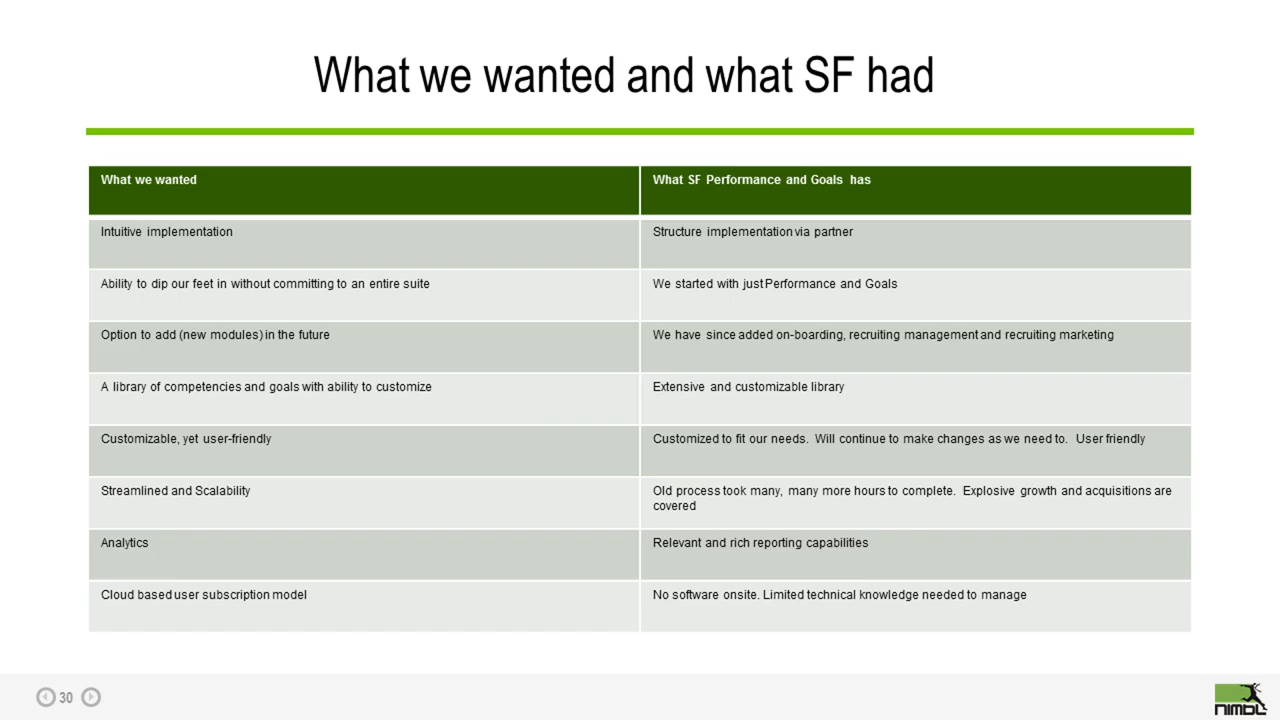 What we wanted and what SF had
What we wanted
What SF Performance and Goals has
Intuitive implementation
Structure implementation via partner
Ability to dip our feet in without committing to an entire suite
We started with just Performance and Goals
Option to add (new modules) in the future
We have since added on-boarding, recruiting management and recruiting marketing
A library of competencies and goals with ability to customize
Extensive and customizable library
Customizable, yet user-friendly
Customized to fit our needs. Will continue to make changes as we need to. User friendly
Streamlined and Scalability
Old process took many, many more hours to complete. Explosive growth and acquisitions are
covered
Analytics
Relevant and rich reporting capabilities
Cloud based user subscription model
No software onsite. Limited technical knowledge needed to manage
30
nimbl